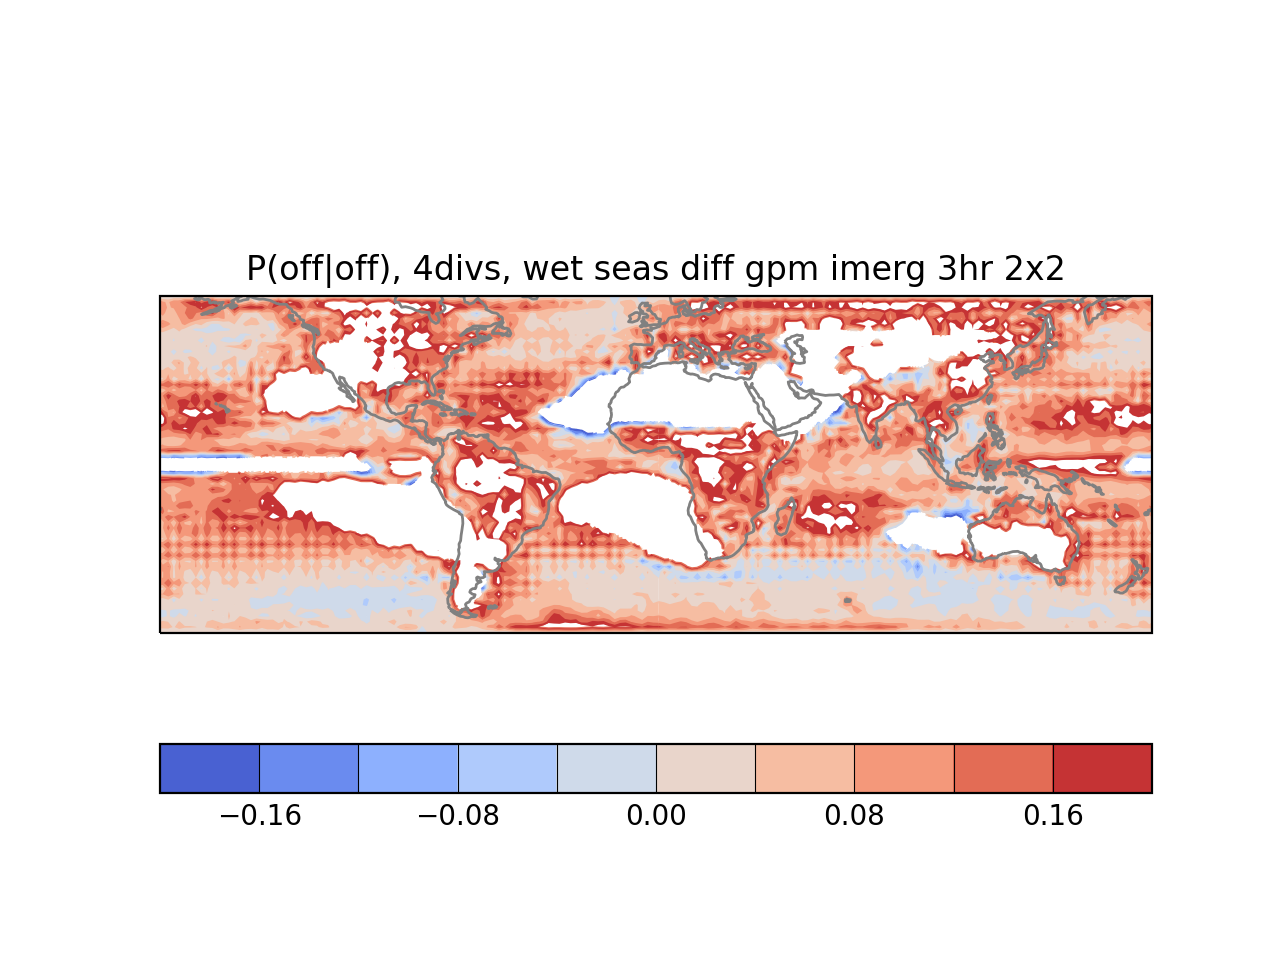 P(off|off), 4divs, wet seas diff gpm imerg 3hr 2x2
−0.16 −0.08 0.00 0.08 0.16